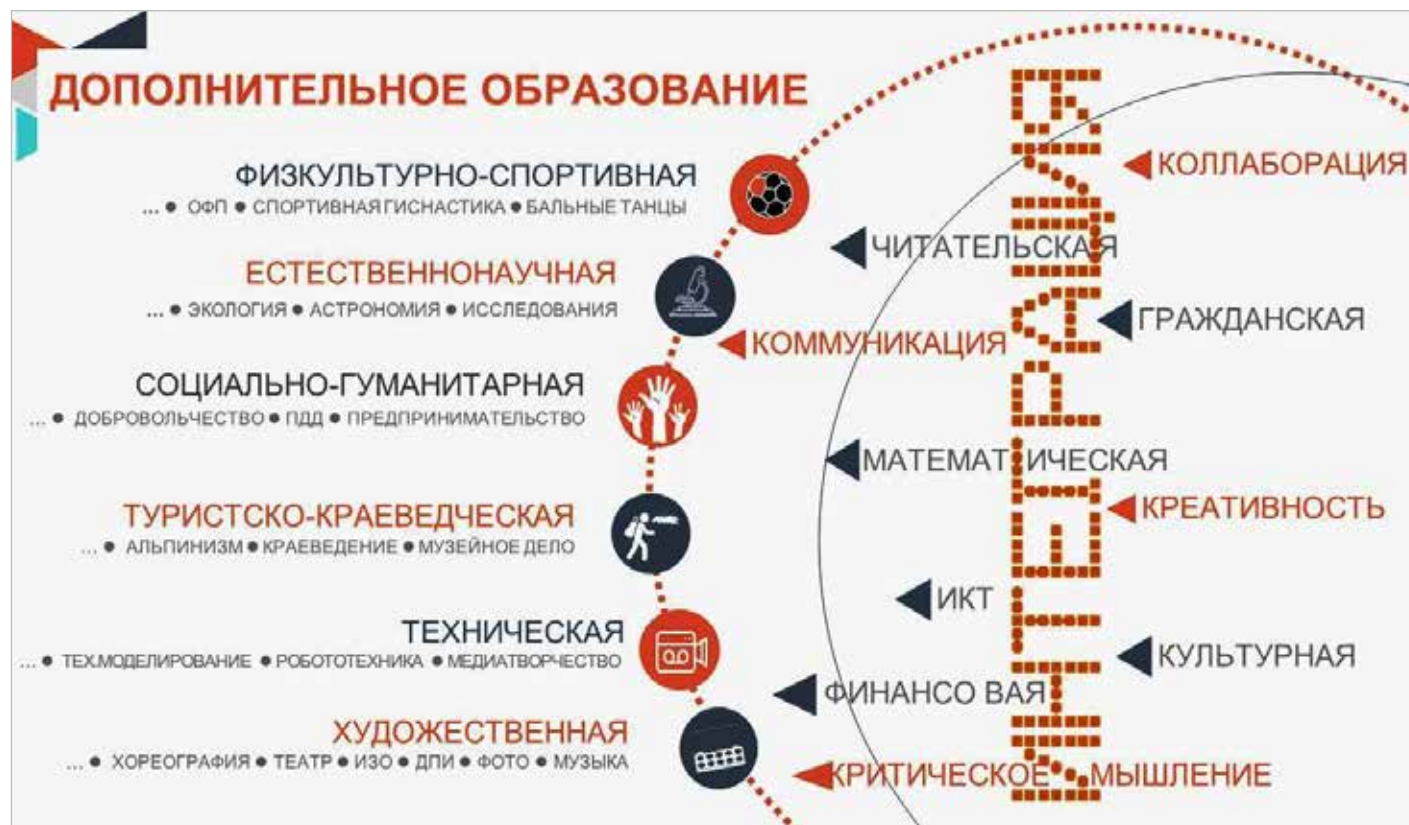 ДОПОЛНИТЕЛЬНОЕ ОБРАЗОВАНИЕ
ФИЗКУЛЬТУРНО-СПОРТИВНАЯ
... ● ОФП ● СПОРТИВНАЯ ГИСНАСТИКА ● БАЛЬНЫЕ ТАНЦЫ
ЕСТЕСТВЕННОНАУЧНАЯ
... ● ЭКОЛОГИЯ ● АСТРОНОМИЯ ● ИССЛЕДОВАНИЯ
СОЦИАЛЬНО-ГУМАНИТАРНАЯ
... ● ДОБРОВОЛЬЧЕСТВО ● ПДД ● ПРЕДПРИНИМАТЕЛЬСТВО
ТУРИСТСКО-КРАЕВЕДЧЕСКАЯ
... ● АЛЬПИНИЗМ ● КРАЕВЕДЕНИЕ ● МУЗЕЙНОЕ ДЕЛО
ТЕХНИЧЕСКАЯ
... ● ТЕХ.МОДЕЛИРОВАНИЕ ● РОБОТОТЕХНИКА ● МЕДИАТВОРЧЕСТВО
ХУДОЖЕСТВЕННАЯ
... ● ХОРЕОГРАФИЯ ● ТЕАТР ● ИЗО ● ДПИ ● ФОТО ● МУЗЫКА
КОЛЛАБОРАЦИЯ
ЧИТАТЕЛЬСКАЯ
ГРАЖДАНСКАЯ
КОММУНИКАЦИЯ
МАТЕМАТИЧЕСКАЯ
КРЕАТИВНОСТЬ
ИКТ
КУЛЬТУРНАЯ
ФИНАНСО ВАЯ
КРИТИЧЕСКОЕ МЫШЛЕНИЕ
ИНТЕГРАЦИЯ